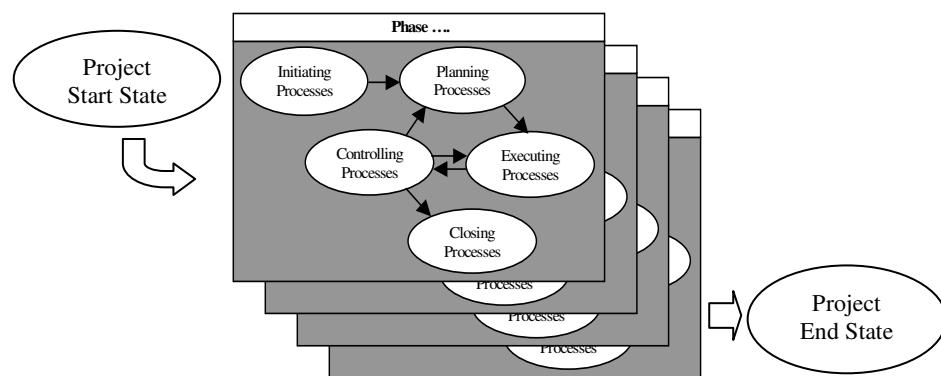 Phase ....
Project
Start State
Initiating
Processes
Planning
Processes
Controlling
Processes
Executing
Processes
Closing
Processes
Processes
Processes
Processes
Project
End State